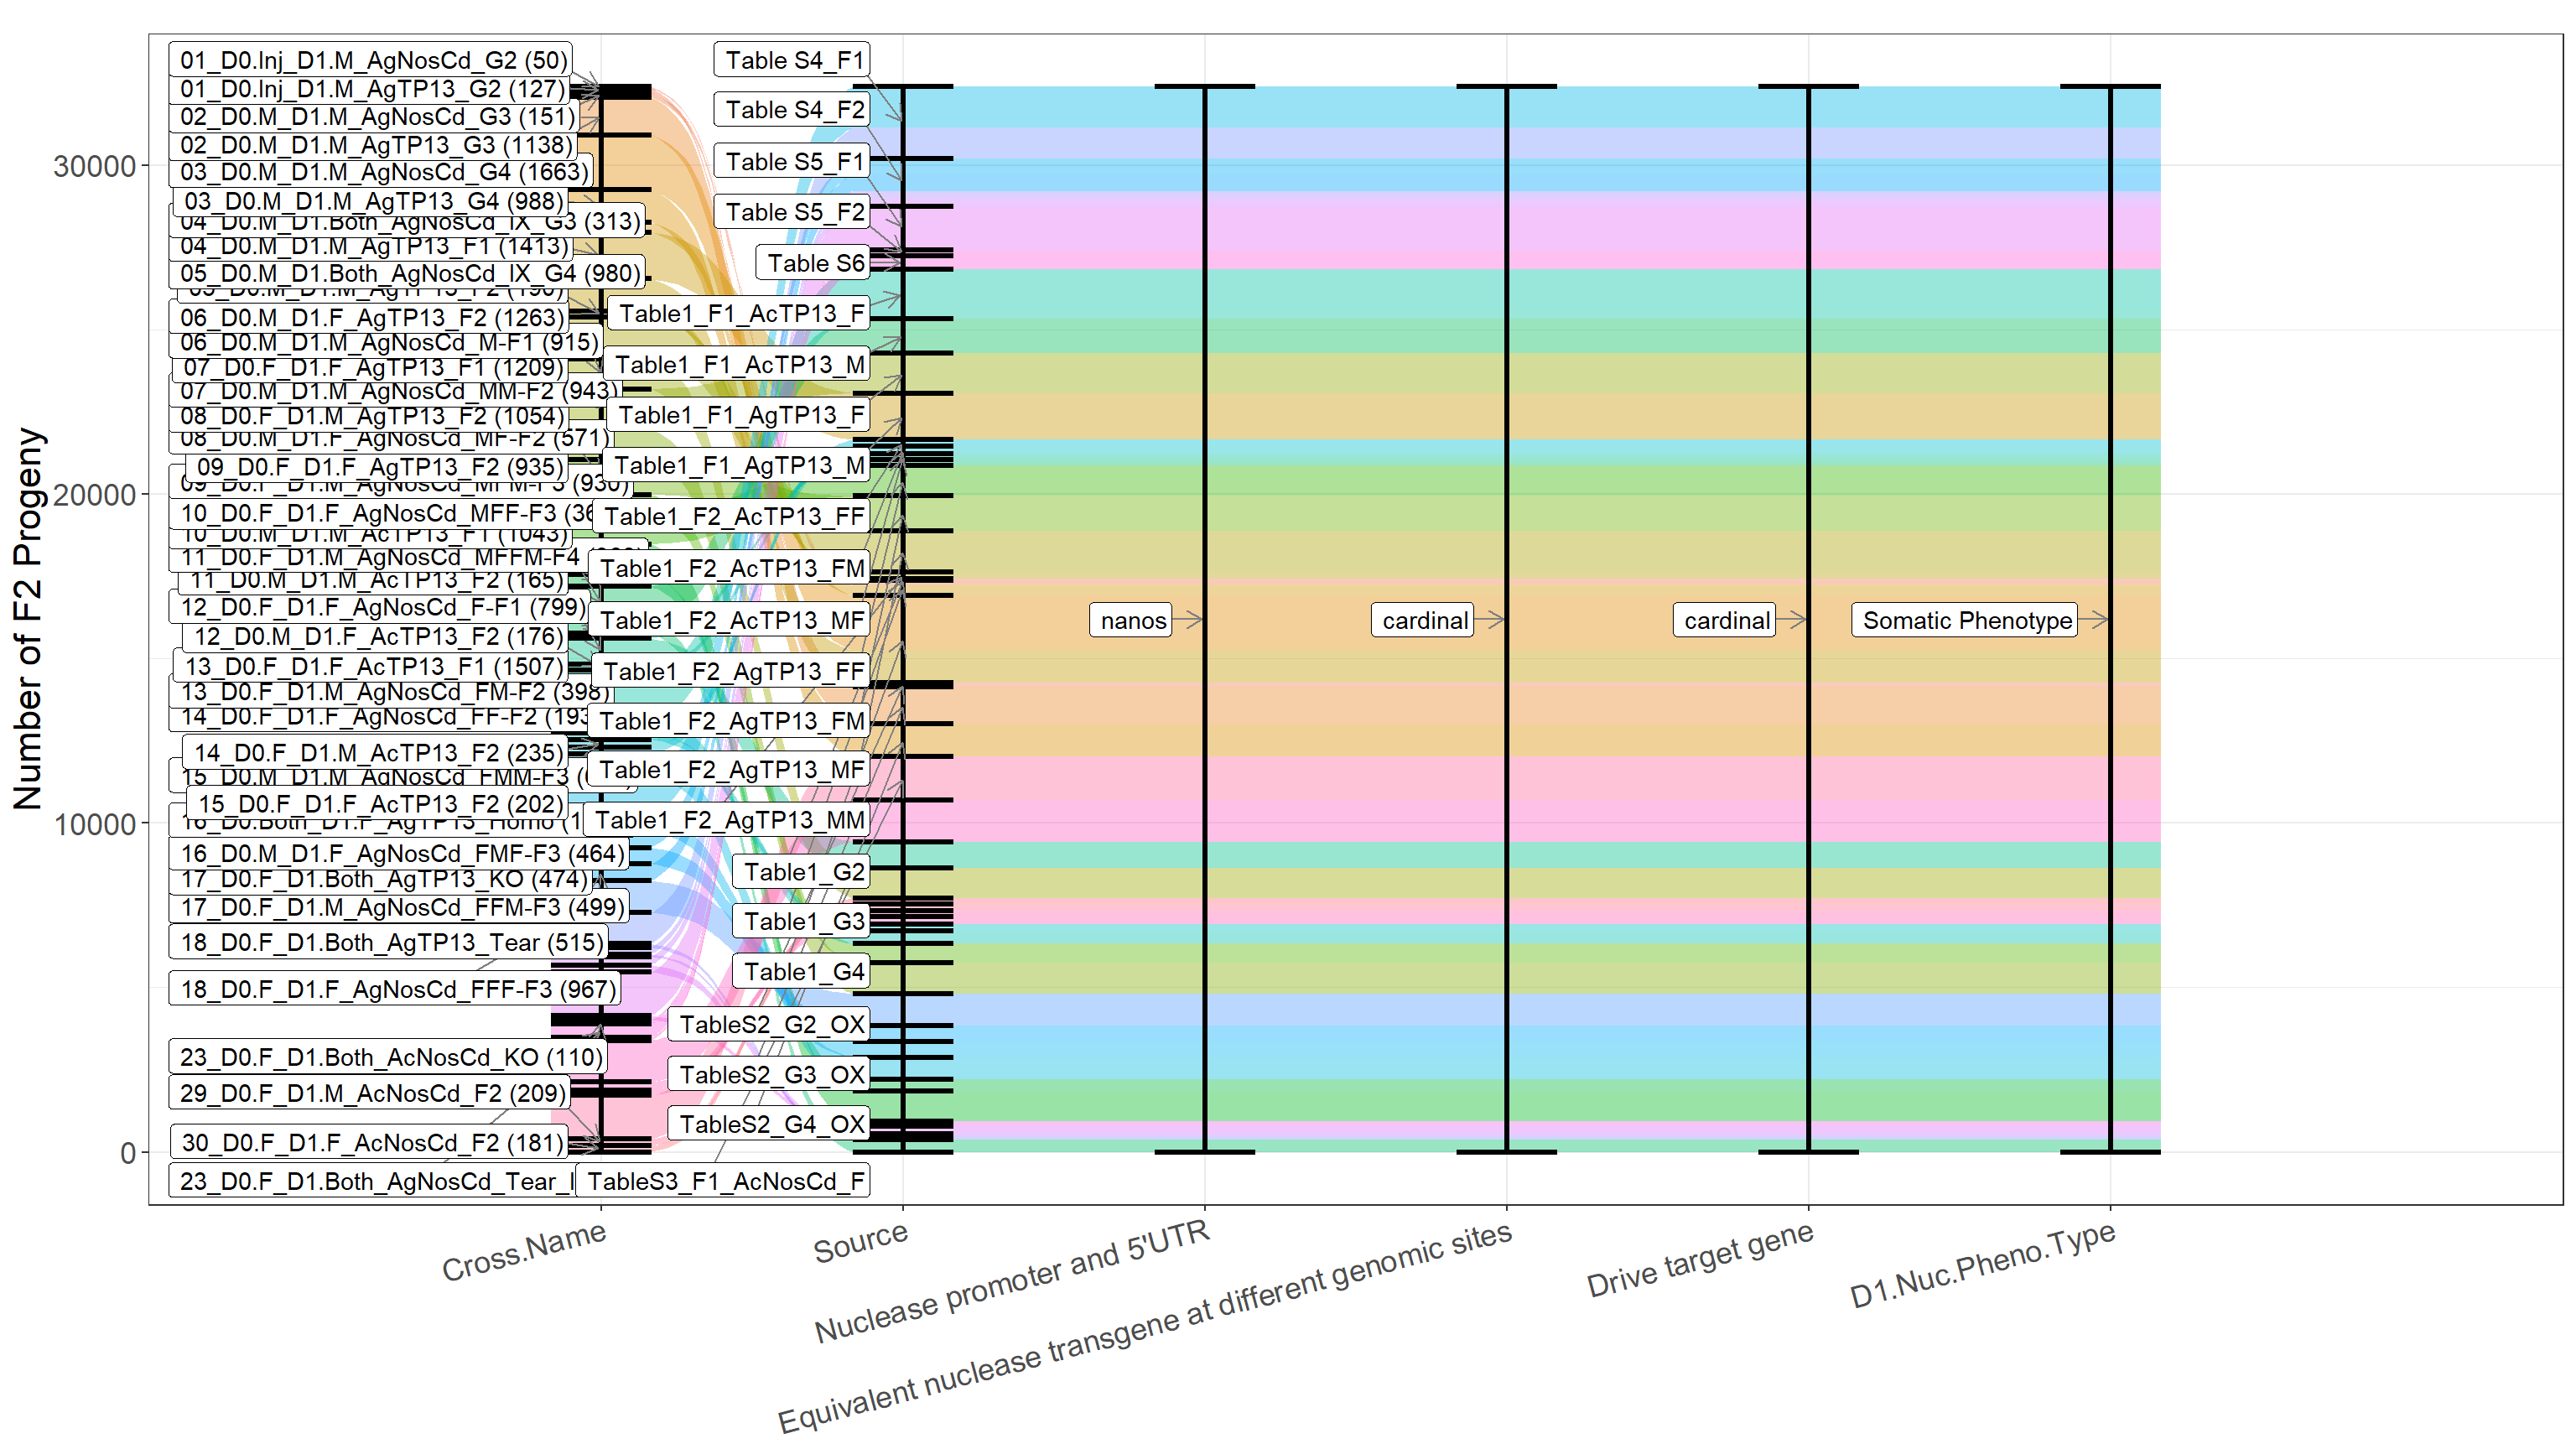 Number of F2 Progeny
30000
20000
10000
0
01_D0.Inj_D1.M_AgNosCd_G2 (50)
01_D0.Inj_D1.M_AgTP13_G2 (127)
02_D0.M_D1.M_AgNosCd_G3 (151)
02_D0.M_D1.M_AgTP13_G3 (1138)
03_D0.M_D1.M_AgNosCd_G4 (1663)
03_D0.M_D1.M_AgTP13_G4 (988)
04_D0.M_D1.Both_AgNosCd_IX_G3 (313)
04_D0.M_D1.M_AgTP13_F1 (1413)
05_D0.M_D1.Both_AgNosCd_IX_G4 (980)
05_D0.M_D1.M_AgTP13_F2 (190)
06_D0.M_D1.F_AgTP13_F2 (1263)
06_D0.M_D1.M_AgNosCd_M-F1 (915)
07_D0.F_D1.F_AgTP13_F1 (1209)
07_D0.M_D1.M_AgNosCd_MM-F2 (943)
08_D0.F_D1.M_AgTP13_F2 (1054)
08_D0.M_D1.F_AgNosCd_MF-F2 (571)
09_D0.F_D1.F_AgTP13_F2 (935)
09_D0.F_D1.M_AgNosCd_MFM-F3 (930)
10_D0.F_D1.F_AgNosCd_MFF-F3 (36
10_D0.M_D1.M_AcTP13_F1 (1043)
11_D0.F_D1.M_AgNosCd_MFFM-F4
11_D0.M_D1.M_AcTP13_F2 (165)
12_D0.F_D1.F_AgNosCd_F-F1 (799)
12_D0.M_D1.F_AcTP13_F2 (176)
13_D0.F_D1.F_AcTP13_F1 (1507)
13_D0.F_D1.M_AgNosCd_FM-F2 (398)
14_D0.F_D1.F_AgNosCd_FF-F2 (193
14_D0.F_D1.M_AcTP13_F2 (235)
15_D0.M_D1.M_AgNosCd_FMM-F3 (
15_D0.F_D1.F_AcTP13_F2 (202)
16_D0.Both_D1.F_AgTP13_Homo (1
16_D0.M_D1.F_AgNosCd_FMF-F3 (464)
17_D0.F_D1.Both_AgTP13_KO (474)
17_D0.F_D1.M_AgNosCd_FFM-F3 (499)
18_D0.F_D1.Both_AgTP13_Tear (515)
18_D0.F_D1.F_AgNosCd_FFF-F3 (967)
23_D0.F_D1.Both_AcNosCd_KO (110)
29_D0.F_D1.M_AcNosCd_F2 (209)
30_D0.F_D1.F_AcNosCd_F2 (181)
23_D0.F_D1.Both_AgNosCd_Tear_I
Table S4_F1
Table S4_F2
Table S5_F1
Table S5_F2
Table S6
Table1_F1_AcTP13_F
Table1_F1_AcTP13_M
Table1_F1_AgTP13_F
Table1_F1_AgTP13_M
Table1_F2_AcTP13_FF
Table1_F2_AcTP13_FM
Table1_F2_AcTP13_MF
Table1_F2_AgTP13_FF
Table1_F2_AgTP13_FM
Table1_F2_AgTP13_MF
Table1_F2_AgTP13_MM
Table1_G2
Table1_G3
Table1_G4
TableS2_G2_OX
TableS2_G3_OX
TableS2_G4_OX
TableS3_F1_AcNosCd_F
nanos
cardinal
cardinal
Somatic Phenotype
Cross.Name
Source
Nuclease promoter and 5'UTR
Equivalent nuclease transgene at different genomic sites
Drive target gene
D1.Nuc.Pheno.Type